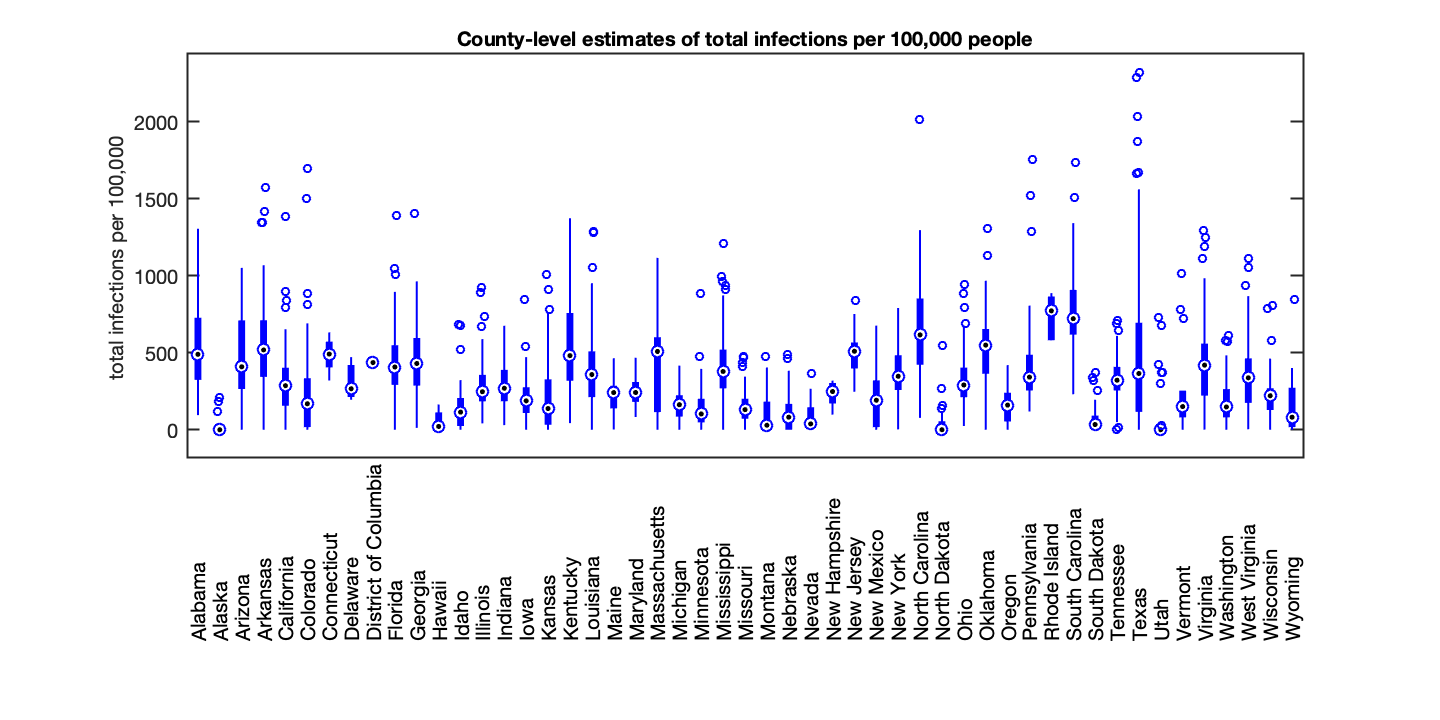 County-level estimates of total infections per 100,000 people
total infections per 100,000
2000
1500
1000
500
0
Alabama
Alaska
Arizona
Arkansas
California
Colorado
Connecticut
Delaware
District of Columbia
Florida
Georgia
Hawaii
Idaho
Illinois
Indiana
Iowa
Kansas
Kentucky
Louisiana
Maine
Maryland
Massachusetts
Michigan
Minnesota
Mississippi
Missouri
Montana
Nebraska
Nevada
New Hampshire
New Jersey
New Mexico
New York
North Carolina
North Dakota
Ohio
Oklahoma
Oregon
Pennsylvania
Rhode Island
South Carolina
South Dakota
Tennessee
Texas
Utah
Vermont
Virginia
Washington
West Virginia
Wisconsin
Wyoming